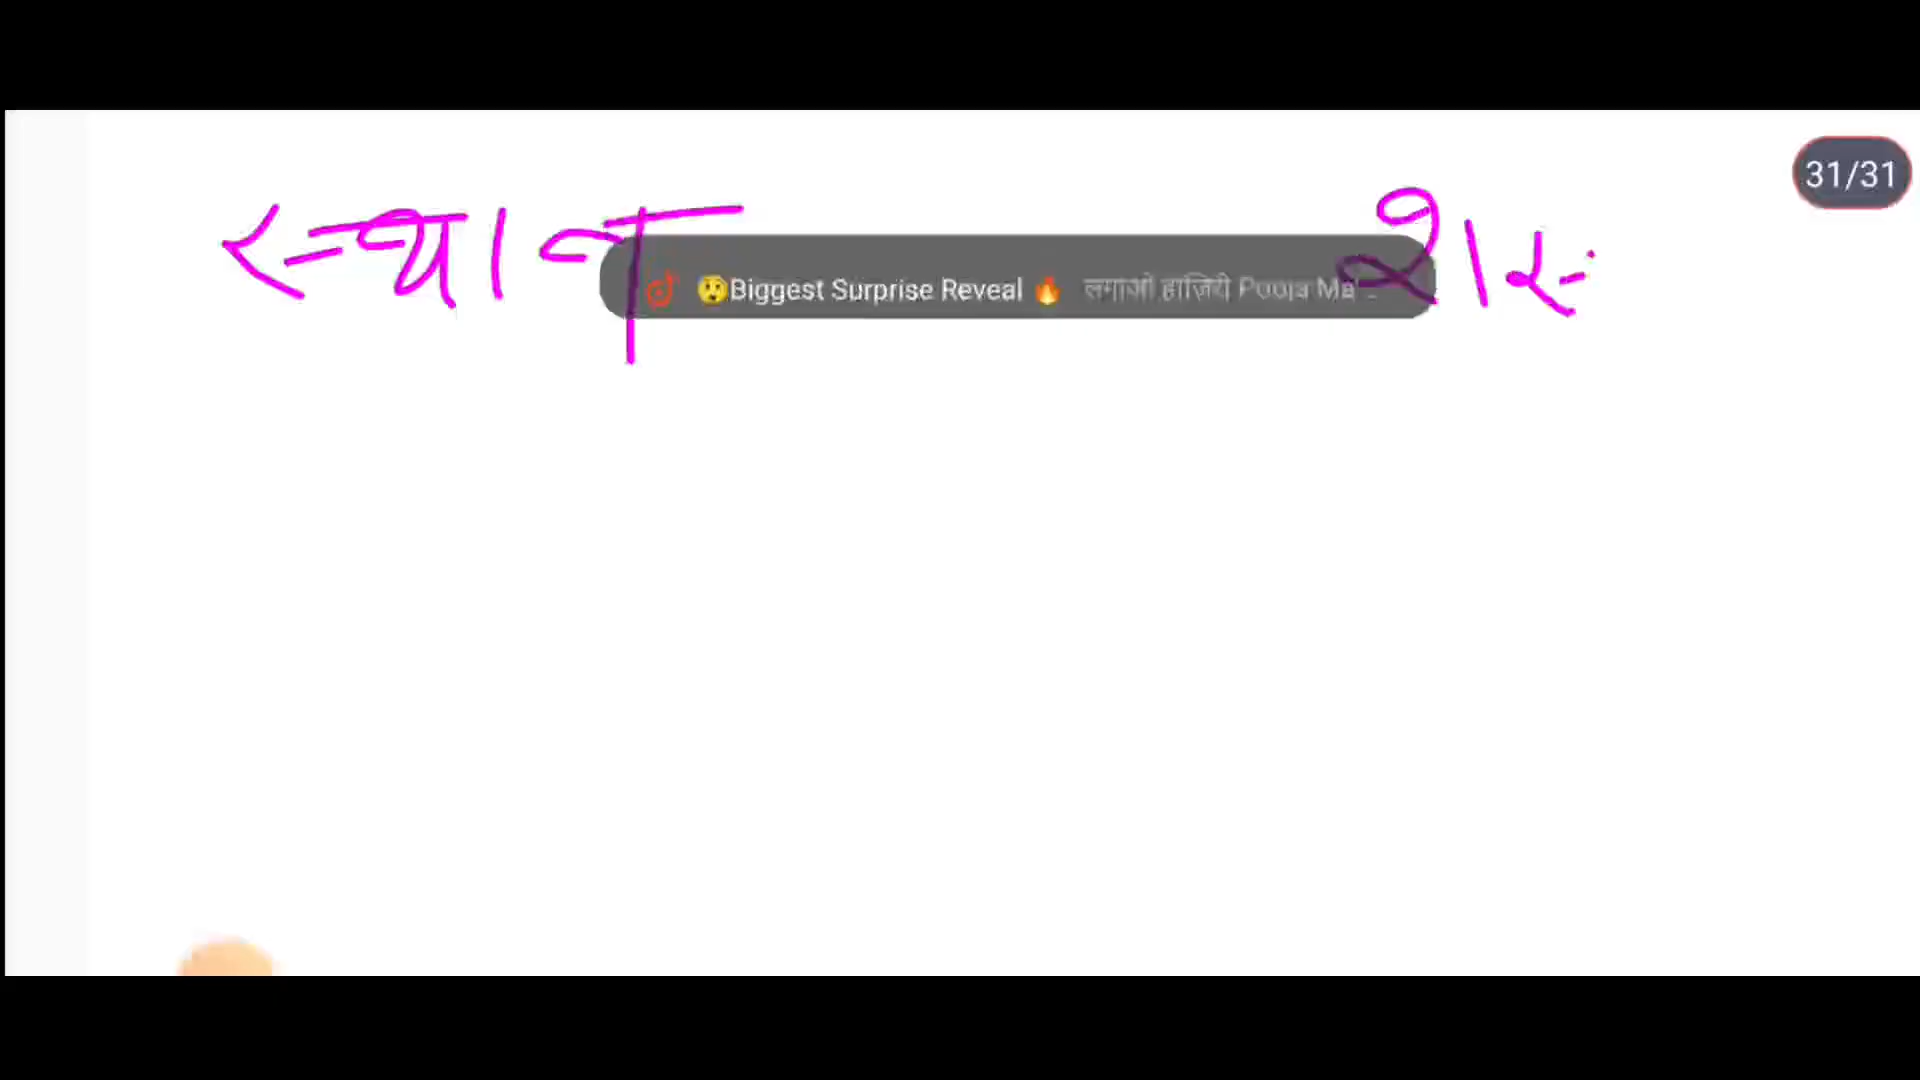 31/31
स्थान
😲Biggest Surprise Reveal 🔥 लगाओ हाज़िरी Pooja Ma